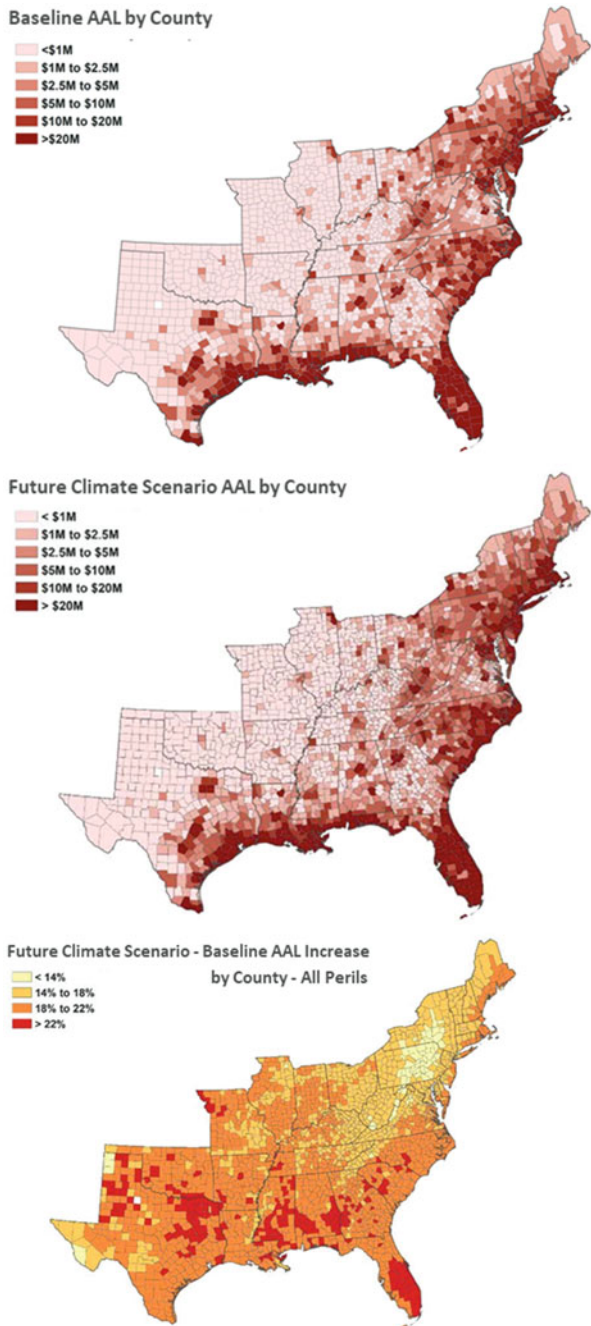 Baseline AAL by County
<$1M
$1M to $2.5M
$2.5M to $5M
$5M to $10M
$10M to $20M
>$20M
Future Climate Scenario AAL by County
< $1M
$1M to $2.5M
$2.5M to $5M
$5M to $10M
$10M to $20M
> $20M
Future Climate Scenario - Baseline AAL Increase
by County - All Perils
< 14%
14% to 18%
18% to 22%
> 22%